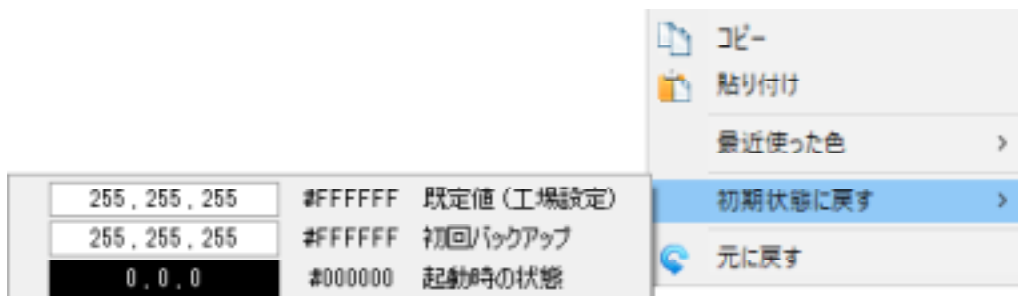 コピー
貼り付け
最近使った色
初期状態に戻す
元に戻す
255 , 255 , 255 #FFFFFF 既定値 (工場設定)
255 , 255 , 255 #FFFFFF 初回バックアップ
0 , 0 , 0 #000000 起動時の状態